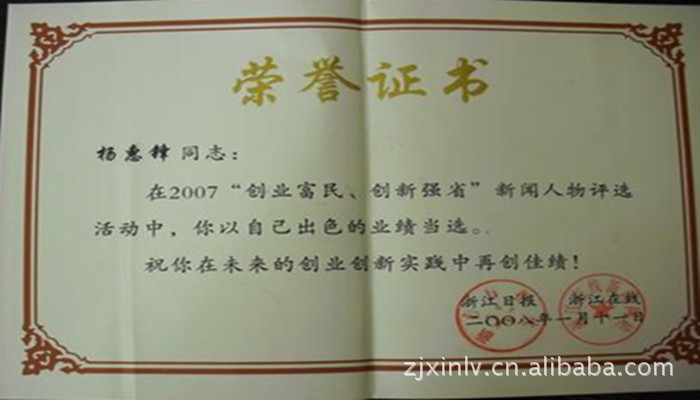 荣誉证书
杨惠锋同志:
在2007“创业富民、创新强省”新闻人物评选
活动中，你以自己出色的业绩当选。
祝你在未来的创业创新实践中再创佳绩!
浙江日报 浙江在线
二〇〇八年一月十一日
zjxinlv.cn.alibaba.com